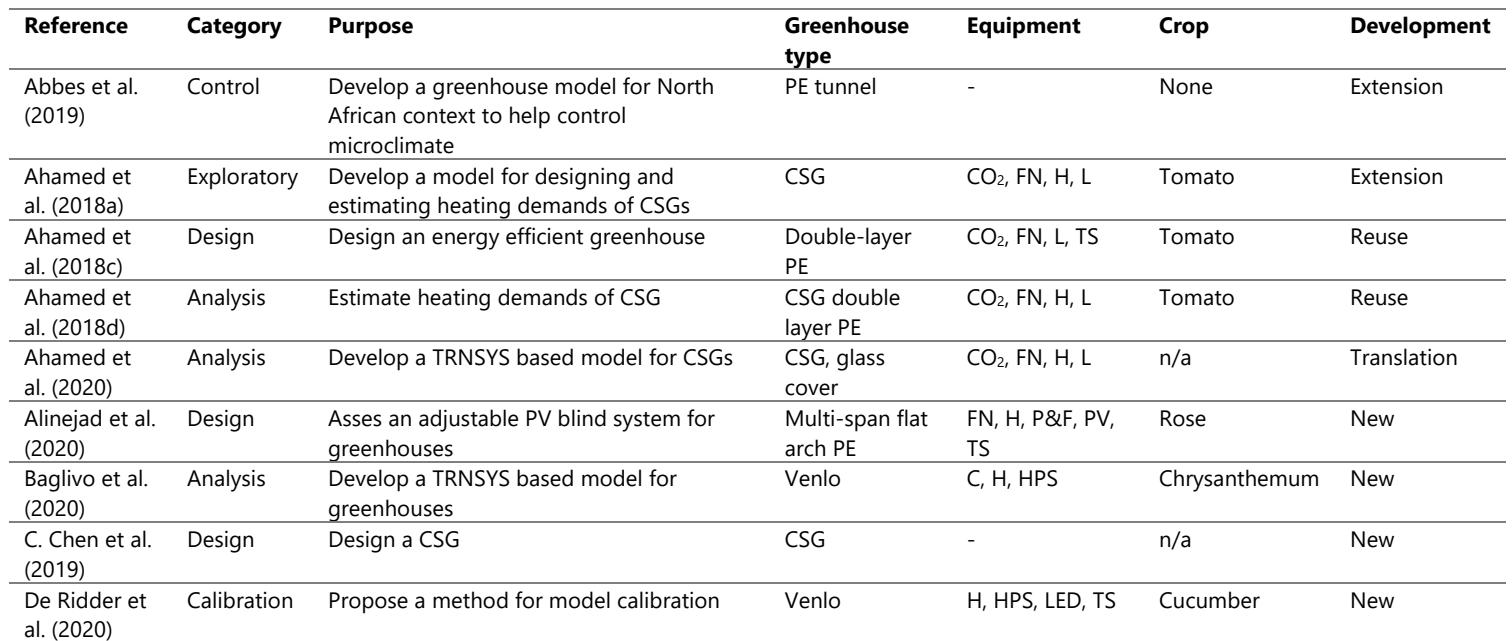 Reference Category Purpose Greenhouse type Equipment Crop Development
Abbes et al. (2019) Control Develop a greenhouse model for North African context to help control microclimate PE tunnel - None Extension
Ahamed et al. (2018a) Exploratory Develop a model for designing and estimating heating demands of CSGs CSG CO₂, FN, H, L Tomato Extension
Ahamed et al. (2018c) Design Design an energy efficient greenhouse Double-layer PE CO₂, FN, L, TS Tomato Reuse
Ahamed et al. (2018d) Analysis Estimate heating demands of CSG CSG double layer PE CO₂, FN, H, L Tomato Reuse
Ahamed et al. (2020) Analysis Develop a TRNSYS based model for CSGs CSG, glass cover CO₂, FN, H, L n/a Translation
Alinejad et al. (2020) Design Asses an adjustable PV blind system for greenhouses Multi-span flat arch PE FN, H, P&F, PV, TS Rose New
Baglivo et al. (2020) Analysis Develop a TRNSYS based model for greenhouses Venlo C, H, HPS Chrysanthemum New
C. Chen et al. (2019) Design Design a CSG CSG - n/a New
De Ridder et al. (2020) Calibration Propose a method for model calibration Venlo H, HPS, LED, TS Cucumber New